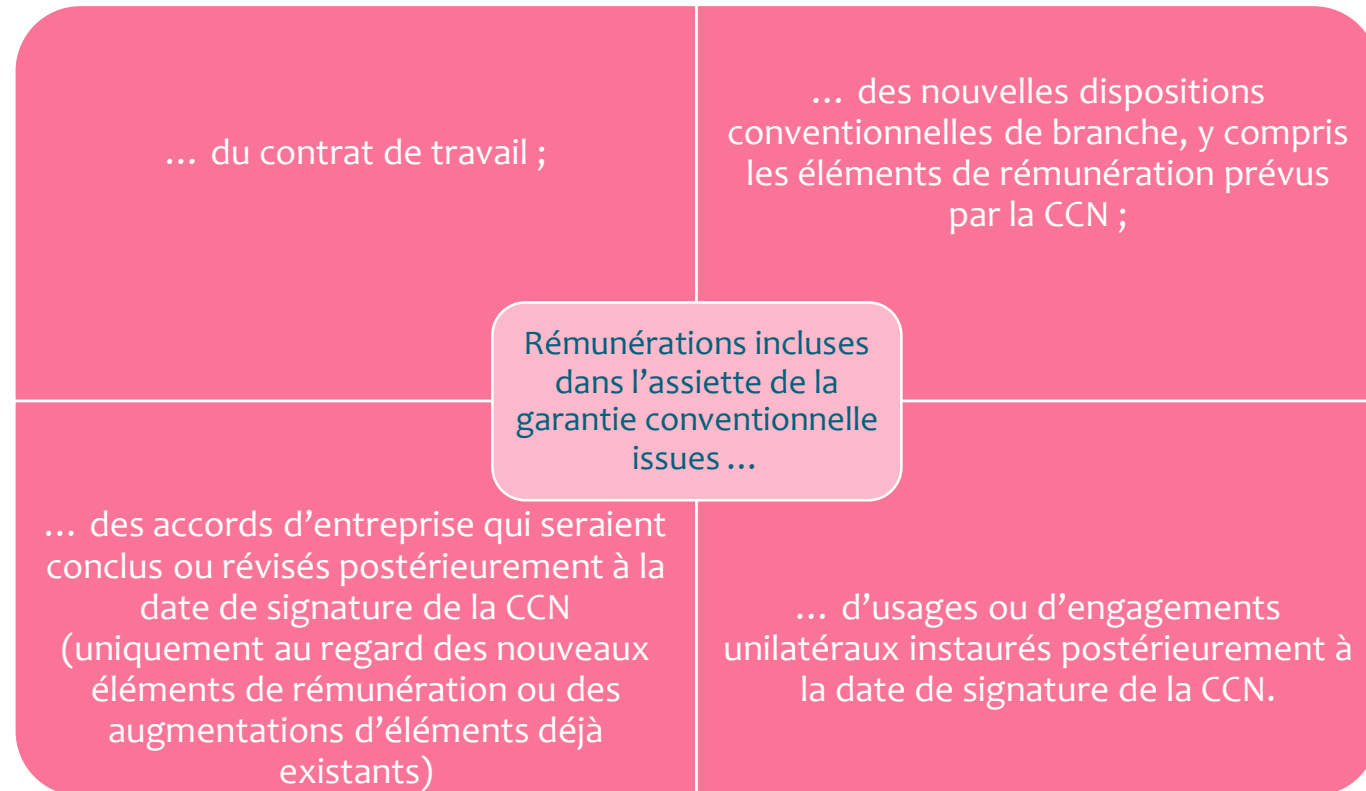 ... du contrat de travail ;
... des nouvelles dispositions
conventionnelles de branche, y compris
les éléments de rémunération prévus
par la CCN ;
Rémunérations incluses
dans l’assiette de la
garantie conventionnelle
issues ...
... des accords d’entreprise qui seraient
conclus ou révisés postérieurement à la
date de signature de la CCN
(uniquement au regard des nouveaux
éléments de rémunération ou des
augmentations d’éléments déjà
existants)
... d’usages ou d’engagements
unilatéraux instaurés postérieurement à
la date de signature de la CCN.